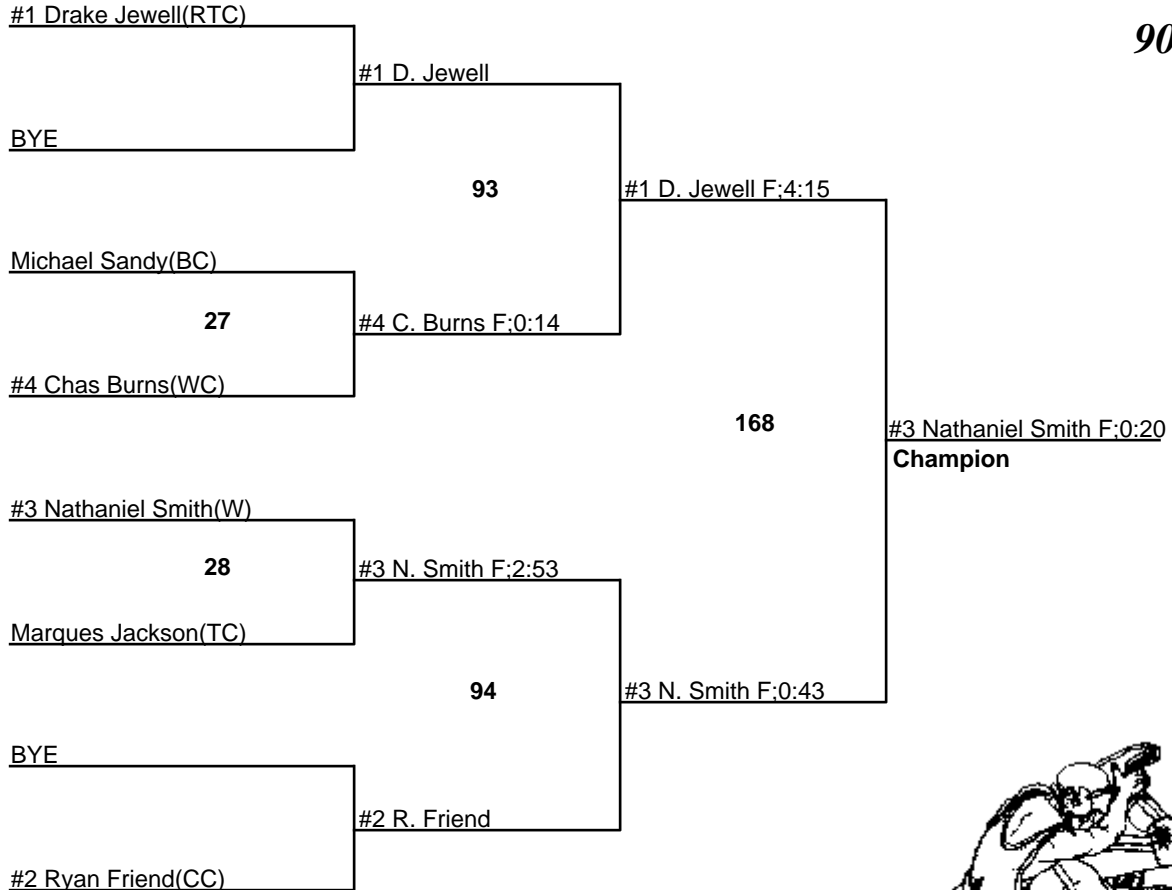 #1 Drake Jewell(RTC)
90
#1 D. Jewell
BYE
93
#1 D. Jewell F;4:15
Michael Sandy(BC)
27
#4 C. Burns F;0:14
#4 Chas Burns(WC)
168
#3 Nathaniel Smith F;0:20
Champion
#3 Nathaniel Smith(W)
28
#3 N. Smith F;2:53
Marques Jackson(TC)
94
#3 N. Smith F;0:43
BYE
#2 R. Friend
#2 Ryan Friend(CC)